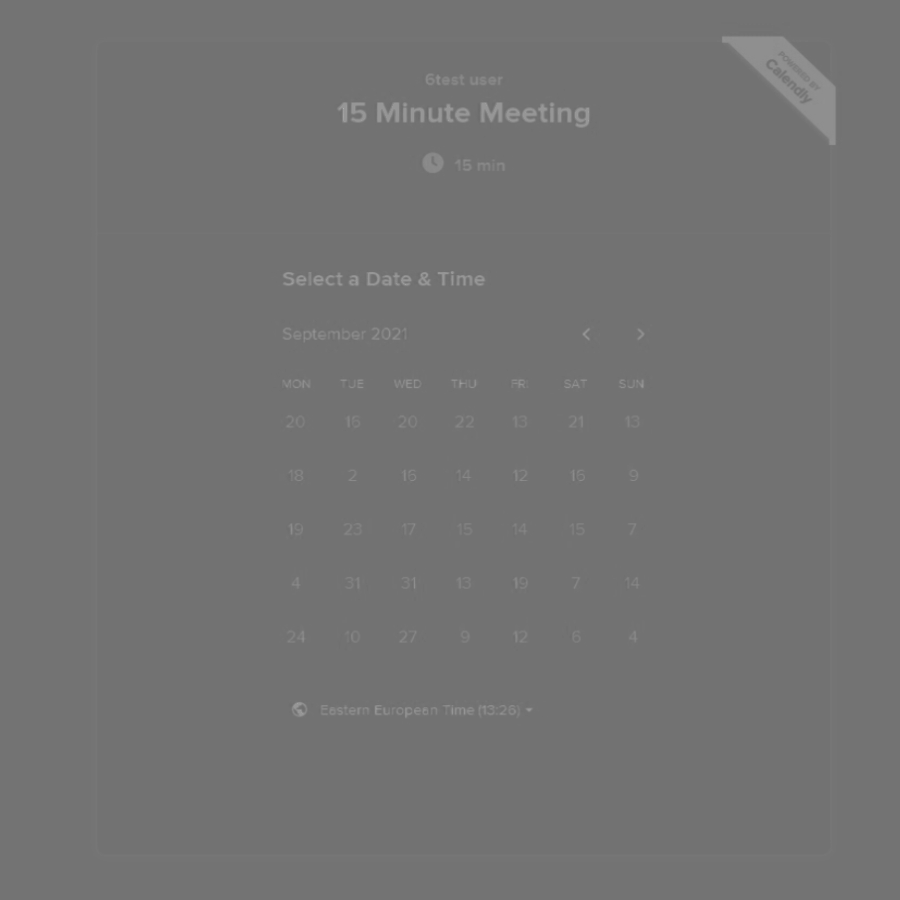 POWERED BY
Calendly
6test user
15 Minute Meeting
15 min
Select a Date & Time
September 2021
MON TUE WED THU FRI SAT SUN
20 15 20 22 13 21 13
18 2 16 14 12 15 9
19 23 17 15 14 15 7
4 31 31 13 19 7 14
24 10 27 9 12 6 4
Eastern European Time (13:26)